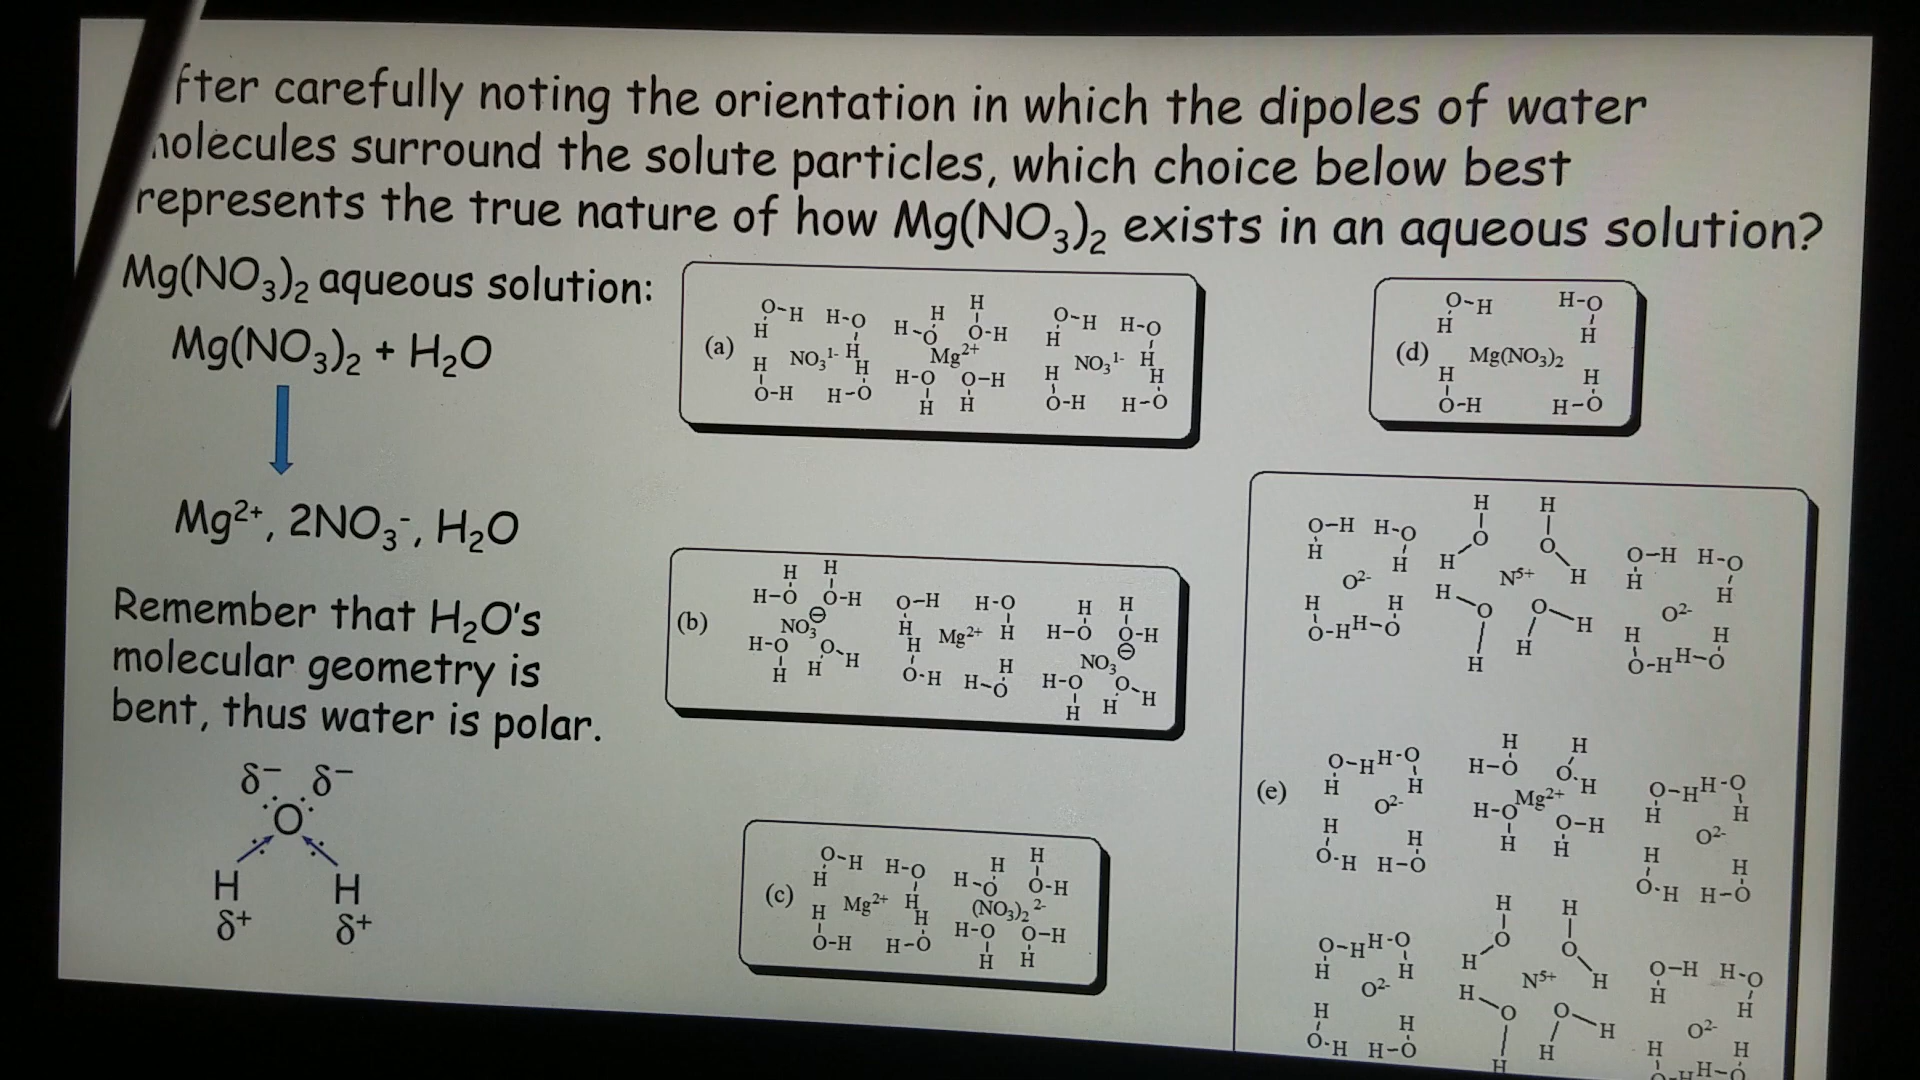 fter carefully noting the orientation in which the dipoles of water
olecules surround the solute particles, which choice below best
represents the true nature of how Mg(NO₃)₂ exists in an aqueous solution?
Mg(NO₃)₂ aqueous solution:
Mg(NO₃)₂ + H₂O
Mg²⁺, 2NO₃⁻, H₂O
Remember that H₂O's
molecular geometry is
bent, thus water is polar.
δ⁻ δ⁻
O
H H
δ⁺ δ⁺
O-H H-O H H O-H H-O
H H-O O-H H
(a) NO₃¹⁻ H Mg²⁺ NO₃¹⁻ H
H H H-O O-H H H
O-H H-O H H O-H H-O
H H
H-O O-H O-H H-O H H
(b) NO₃⊖ H Mg²⁺ H H-O O-H
H-O O-H H H NO₃⊖
H H O-H H-O H-O O-H
H H
O-H H-O H H
H H-O O-H
(c) Mg²⁺ H (NO₃)₂²⁻
H H H-O O-H
O-H H-O H H
O-H H-O
H H
(d) Mg(NO₃)₂
H H
O-H H-O
H H
O-H H-O O O O-H H-O
H H H H H H
O²⁻ N⁵⁺ O²⁻
H H H O O H H H
O-H H-O H H O-H H-O
H H
O-H H-O H-O O-H O-H H-O
(e) H H Mg²⁺ H H
O²⁻ H-O O-H O²⁻
H H H H H H
O-H H-O O-H H-O
H H
O-H H-O O O O-H H-O
H H H H H H
O²⁻ N⁵⁺ O²⁻
H H H O O H H H
O-H H-O H H O-H H-O